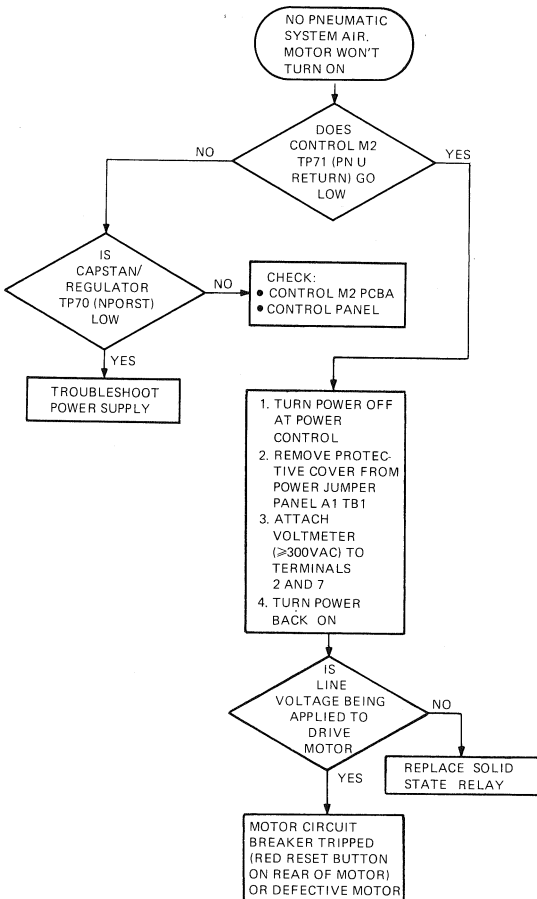 NO PNEUMATIC
SYSTEM AIR.
MOTOR WON'T
TURN ON
DOES
CONTROL M2
TP71 (PN U
RETURN) GO
LOW
NO
YES
IS
CAPSTAN/
REGULATOR
TP70 (NPORST)
LOW
NO
CHECK:
● CONTROL M2 PCBA
● CONTROL PANEL
YES
TROUBLESHOOT
POWER SUPPLY
1. TURN POWER OFF
AT POWER
CONTROL
2. REMOVE PROTEC-
TIVE COVER FROM
POWER JUMPER
PANEL A1 TB1
3. ATTACH
VOLTMETER
(⩾300VAC) TO
TERMINALS
2 AND 7
4. TURN POWER
BACK ON
IS
LINE
VOLTAGE BEING
APPLIED TO
DRIVE
MOTOR
NO
REPLACE SOLID
STATE RELAY
YES
MOTOR CIRCUIT
BREAKER TRIPPED
(RED RESET BUTTON
ON REAR OF MOTOR)
OR DEFECTIVE MOTOR